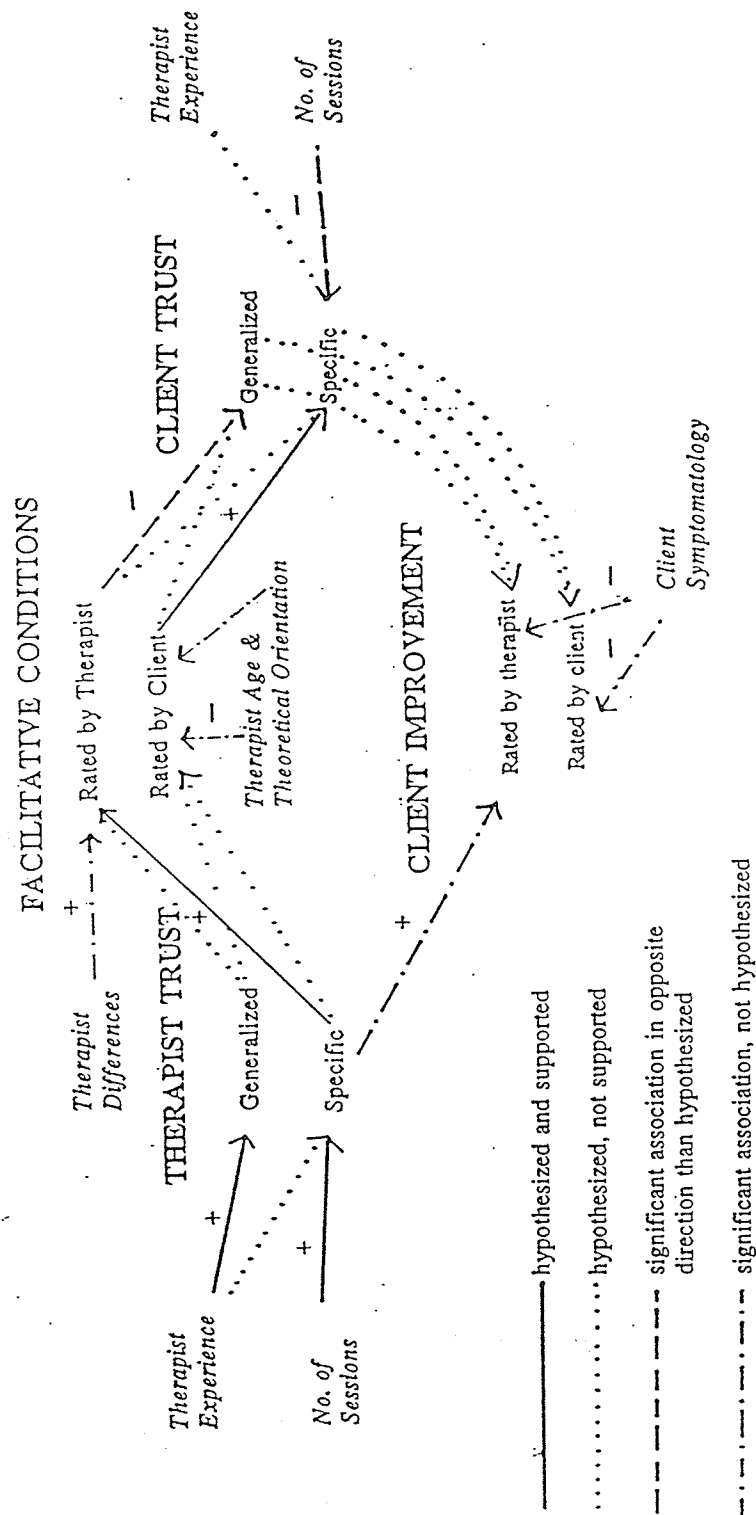 FACILITATIVE CONDITIONS
Therapist
Differences
+
Rated by Therapist
Rated by Client
−
Therapist Age &
Theoretical Orientation
THERAPIST TRUST
Therapist
Experience
+
Generalized
+
No. of
Sessions
+
Specific
−
+
CLIENT TRUST
Generalized
Specific
Therapist
Experience
−
No. of
Sessions
CLIENT IMPROVEMENT
+
Rated by therapist
Rated by client
−
−
Client
Symptomatology
hypothesized and supported
hypothesized, not supported
significant association in opposite
direction than hypothesized
significant association, not hypothesized